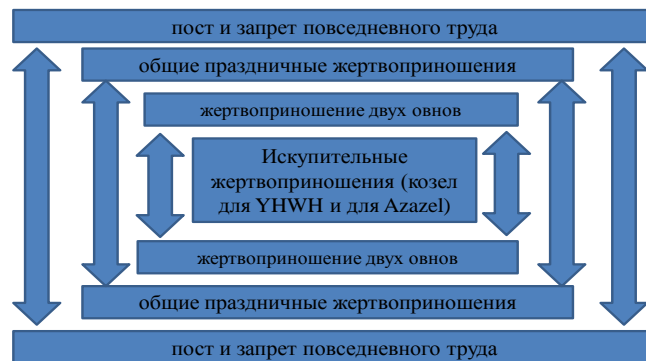 пост и запрет повседневного труда
общие праздничные жертвоприношения
жертвоприношение двух овнов
Искупительные
жертвоприношения (козел
для YHWH и для Azazel)
жертвоприношение двух овнов
общие праздничные жертвоприношения
пост и запрет повседневного труда